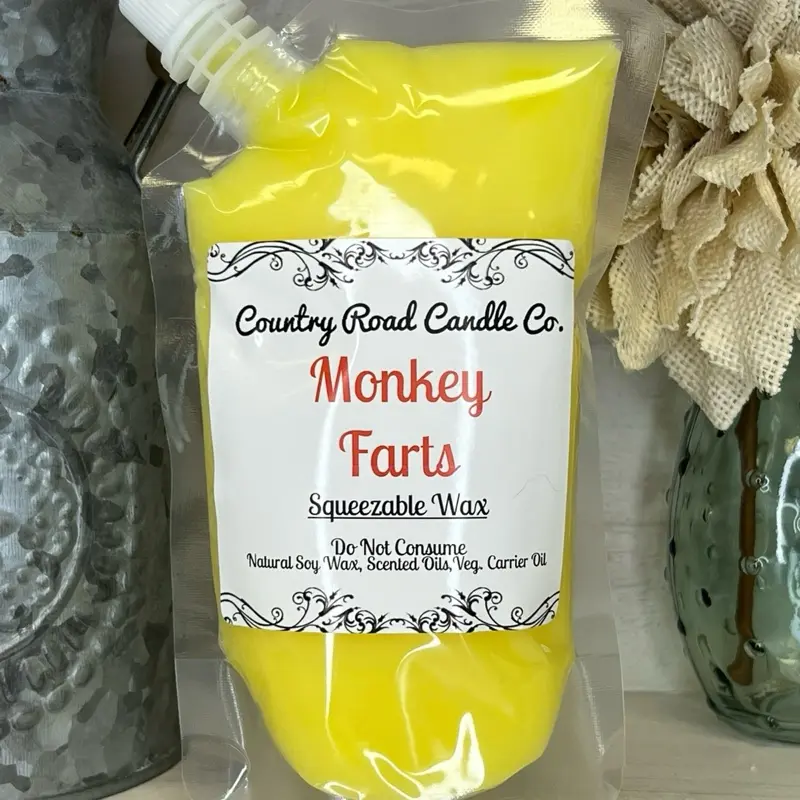 Country Road Candle Co.
Monkey
Farts
Squeezable Wax
Do Not Consume
Natural Soy Wax, Scented Oils,Veg. Carrier Oil